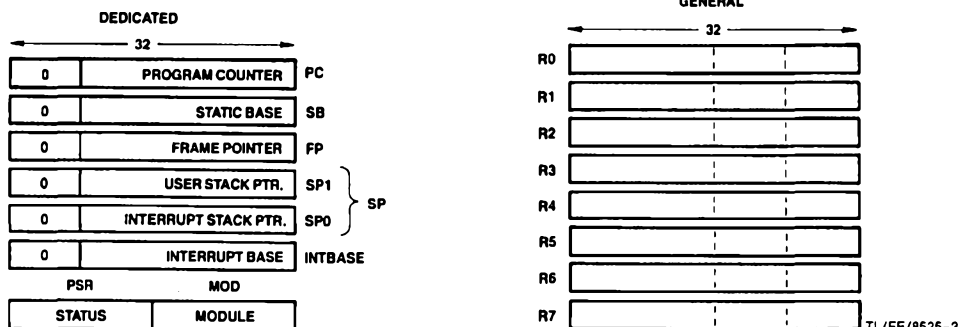 DEDICATED
32
0 PROGRAM COUNTER PC
0 STATIC BASE SB
0 FRAME POINTER FP
0 USER STACK PTR. SP1
SP
0 INTERRUPT STACK PTR. SP0
0 INTERRUPT BASE INTBASE
PSR MOD
STATUS MODULE
GENERAL
32
R0
R1
R2
R3
R4
R5
R6
R7
TL/EE/8525-2